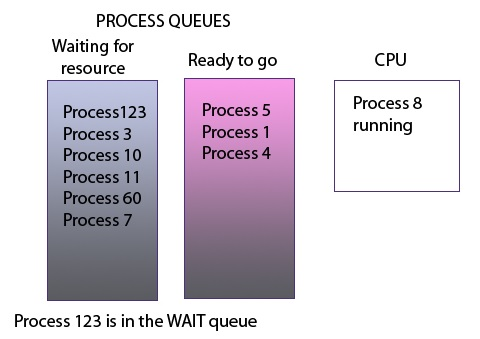 PROCESS QUEUES
Waiting for
resource
Process123
Process 3
Process 10
Process 11
Process 60
Process 7
Ready to go
Process 5
Process 1
Process 4
CPU
Process 8
running
Process 123 is in the WAIT queue